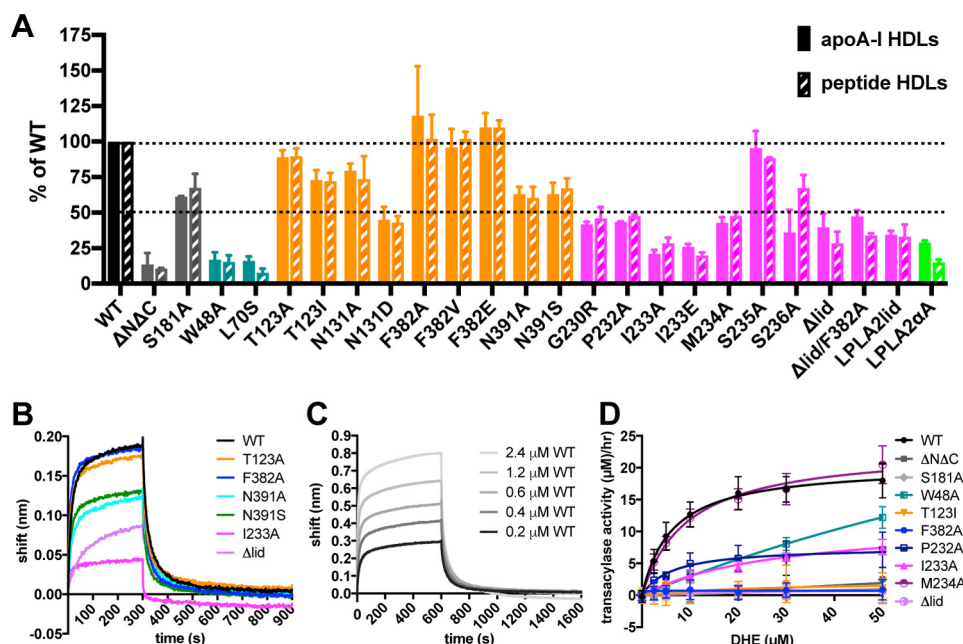 A
% of WT
175
150
125
100
75
50
25
0
apoA-I HDLs
peptide HDLs
WT
ΔNΔC
S181A
W48A
L70S
T123A
T123I
N131A
N131D
F382A
F382V
F382E
N391A
N391S
G230R
P232A
I233A
I233E
M234A
S235A
S236A
Δlid
Δlid/F382A
LPLA2lid
LPLA2αA
B
shift (nm)
0.20
0.15
0.10
0.05
0.00
-0.05
100
200
300
400
500
600
700
800
900
time (s)
WT
T123A
F382A
N391A
N391S
I233A
Δlid
C
shift (nm)
0.9
0.8
0.7
0.6
0.5
0.4
0.3
0.2
0.1
0.0
0 200 400 600 800 1000 1200 1400 1600
time (s)
2.4 μM WT
1.2 μM WT
0.6 μM WT
0.4 μM WT
0.2 μM WT
D
transacylase activity (μM)/hr)
25
20
15
10
5
0
-5
10 20 30 40 50
DHE (μM)
WT
ΔNΔC
S181A
W48A
T123I
F382A
P232A
I233A
M234A
Δlid